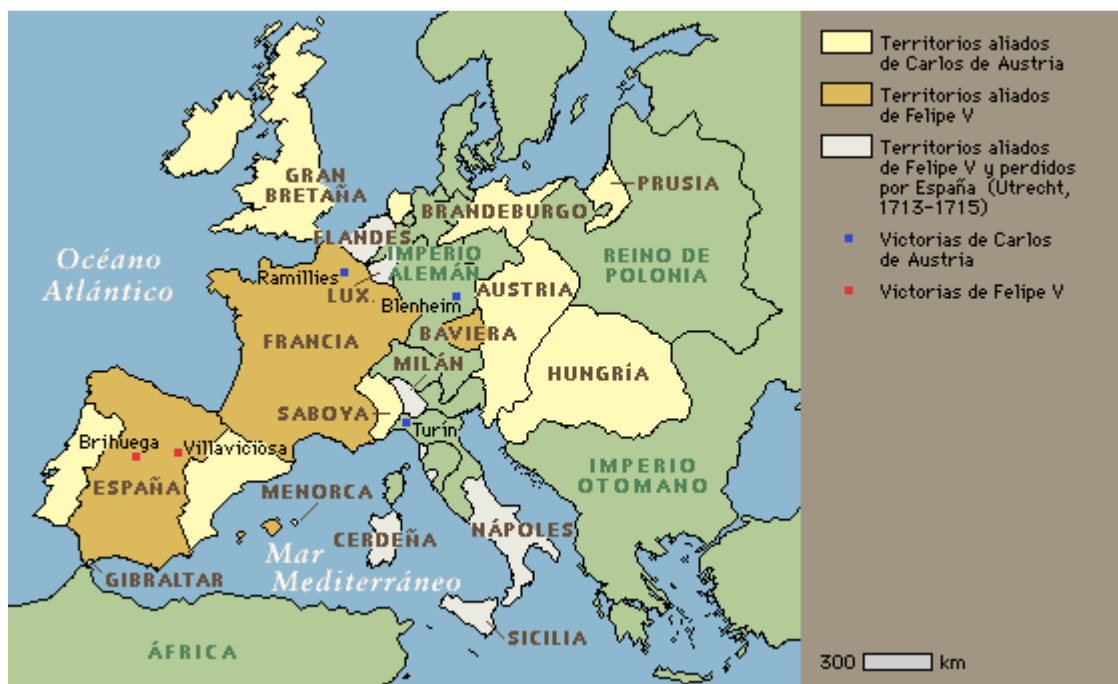 Territorios aliados
de Carlos de Austria
Territorios aliados
de Felipe V
Territorios aliados
de Felipe V y perdidos
por España (Utrecht,
1713-1715)
Victorias de Carlos
de Austria
Victorias de Felipe V
300 km
GRAN
BRETAÑA
PRUSIA
BRANDEBURGO
FLANDES
IMPERIO
ALEMÁN
REINO DE
POLONIA
Océano
Atlántico
Ramillies
LUX.
Blenheim
AUSTRIA
FRANCIA
BAVIERA
MILÁN
HUNGRÍA
SABOYA
Turín
Brihuega
Villaviciosa
ESPAÑA
MENORCA
IMPERIO
OTOMANO
CERDEÑA
NÁPOLES
Mar
Mediterráneo
GIBRALTAR
SICILIA
ÁFRICA